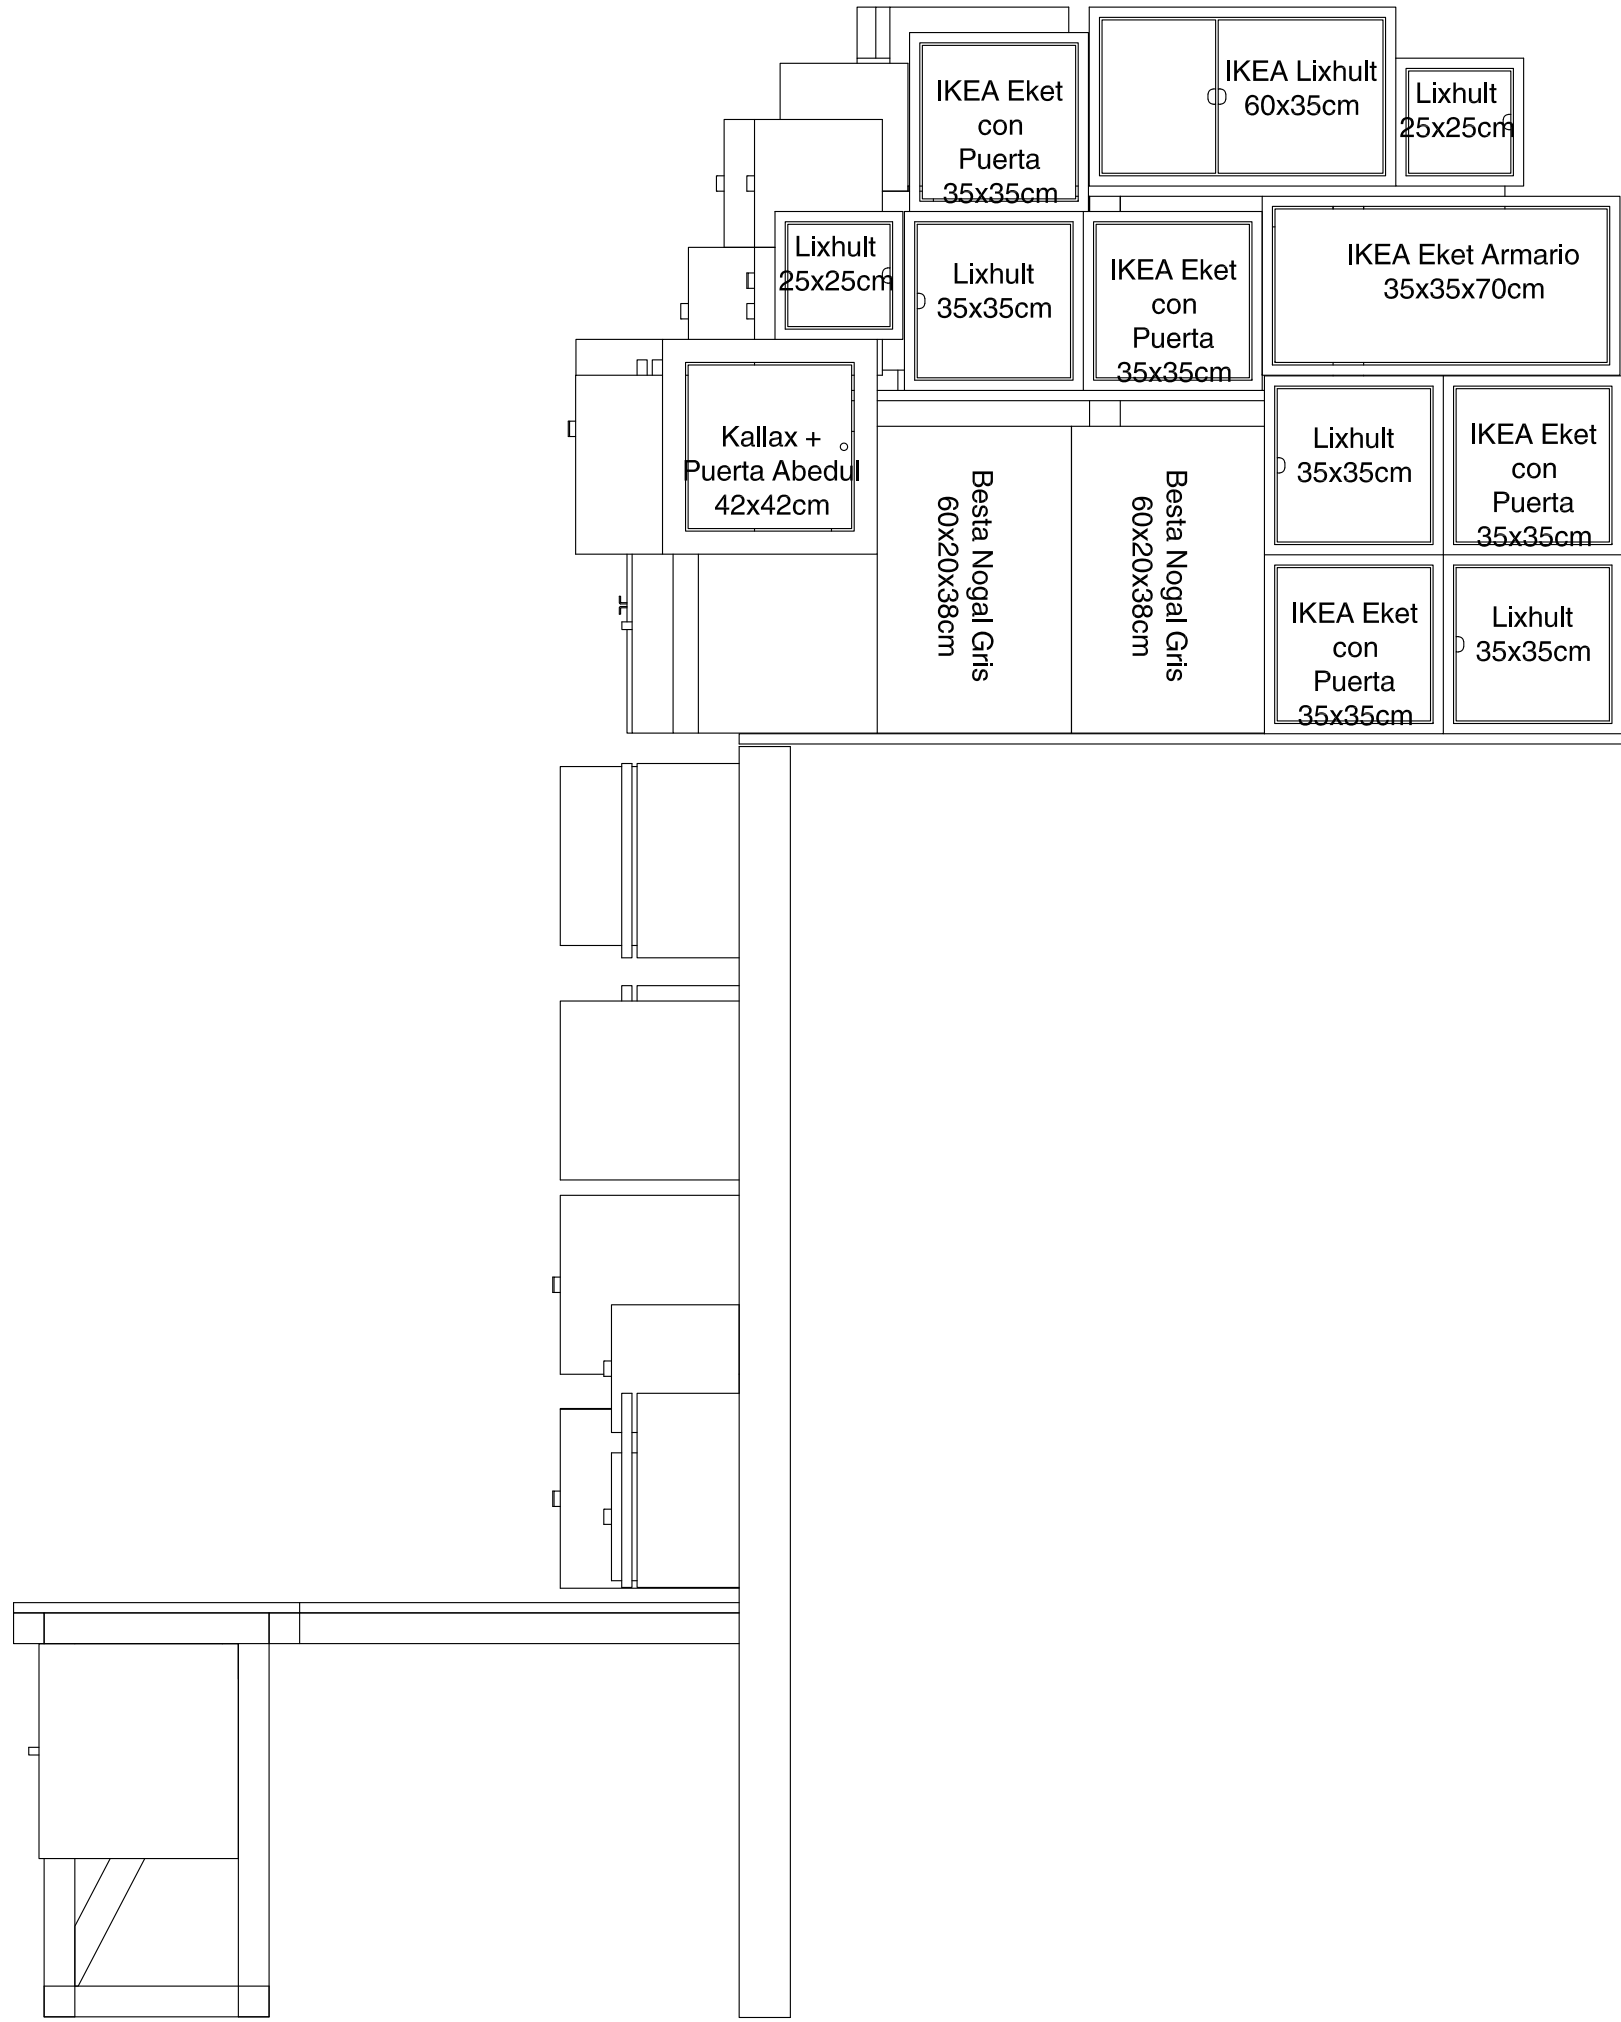 IKEA Eket
con
Puerta
35x35cm
IKEA Lixhult
60x35cm
Lixhult
25x25cm
Lixhult
25x25cm
Lixhult
35x35cm
IKEA Eket
con
Puerta
35x35cm
IKEA Eket Armario
35x35x70cm
Kallax +
Puerta Abedul
42x42cm
Besta Nogal Gris
60x20x38cm
Besta Nogal Gris
60x20x38cm
Lixhult
35x35cm
IKEA Eket
con
Puerta
35x35cm
IKEA Eket
con
Puerta
35x35cm
Lixhult
35x35cm